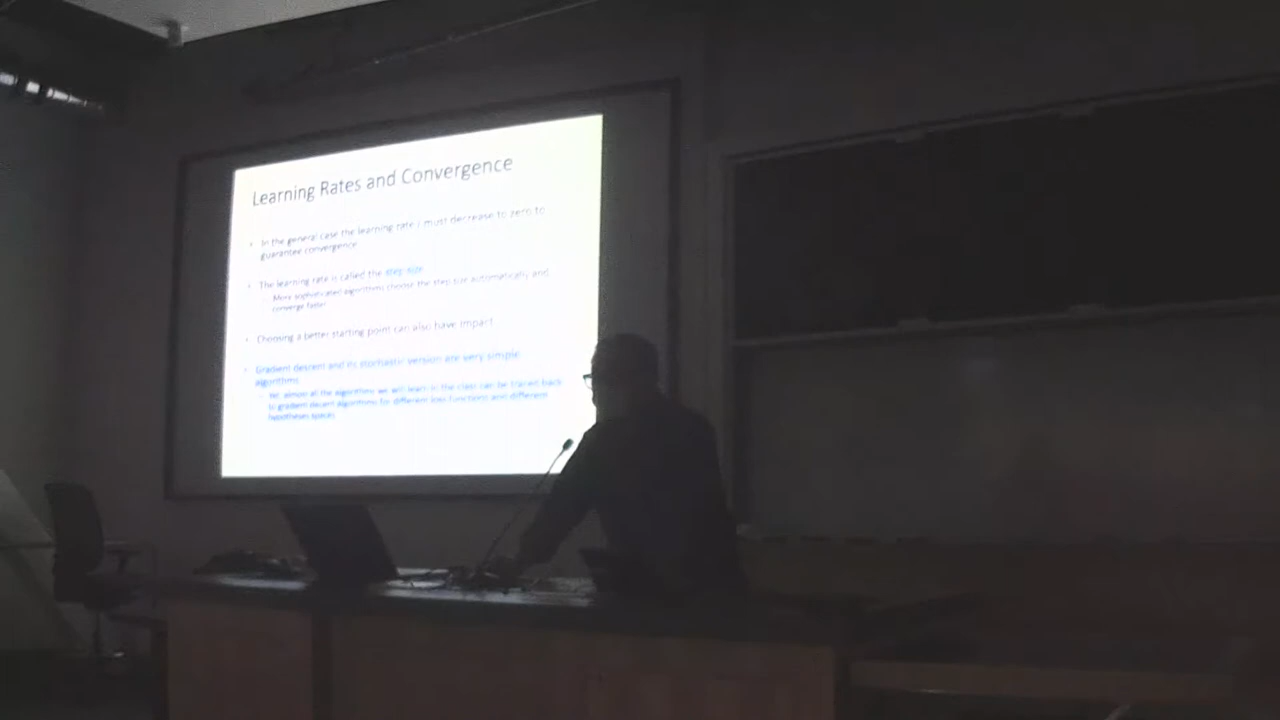 Learning Rates and Convergence
In the general case the learning rate must decrease to zero to
guarantee convergence
The learning rate is called the step size
More sophisticated algorithms choose the step size automatically and
converge faster
Choosing a better starting point can also have impact
Gradient descent and its stochastic version are very simple
algorithms
Yet almost all the algorithms we will learn in the class can be traced back
to gradient decent algorithms for different loss functions and different
hypotheses spaces